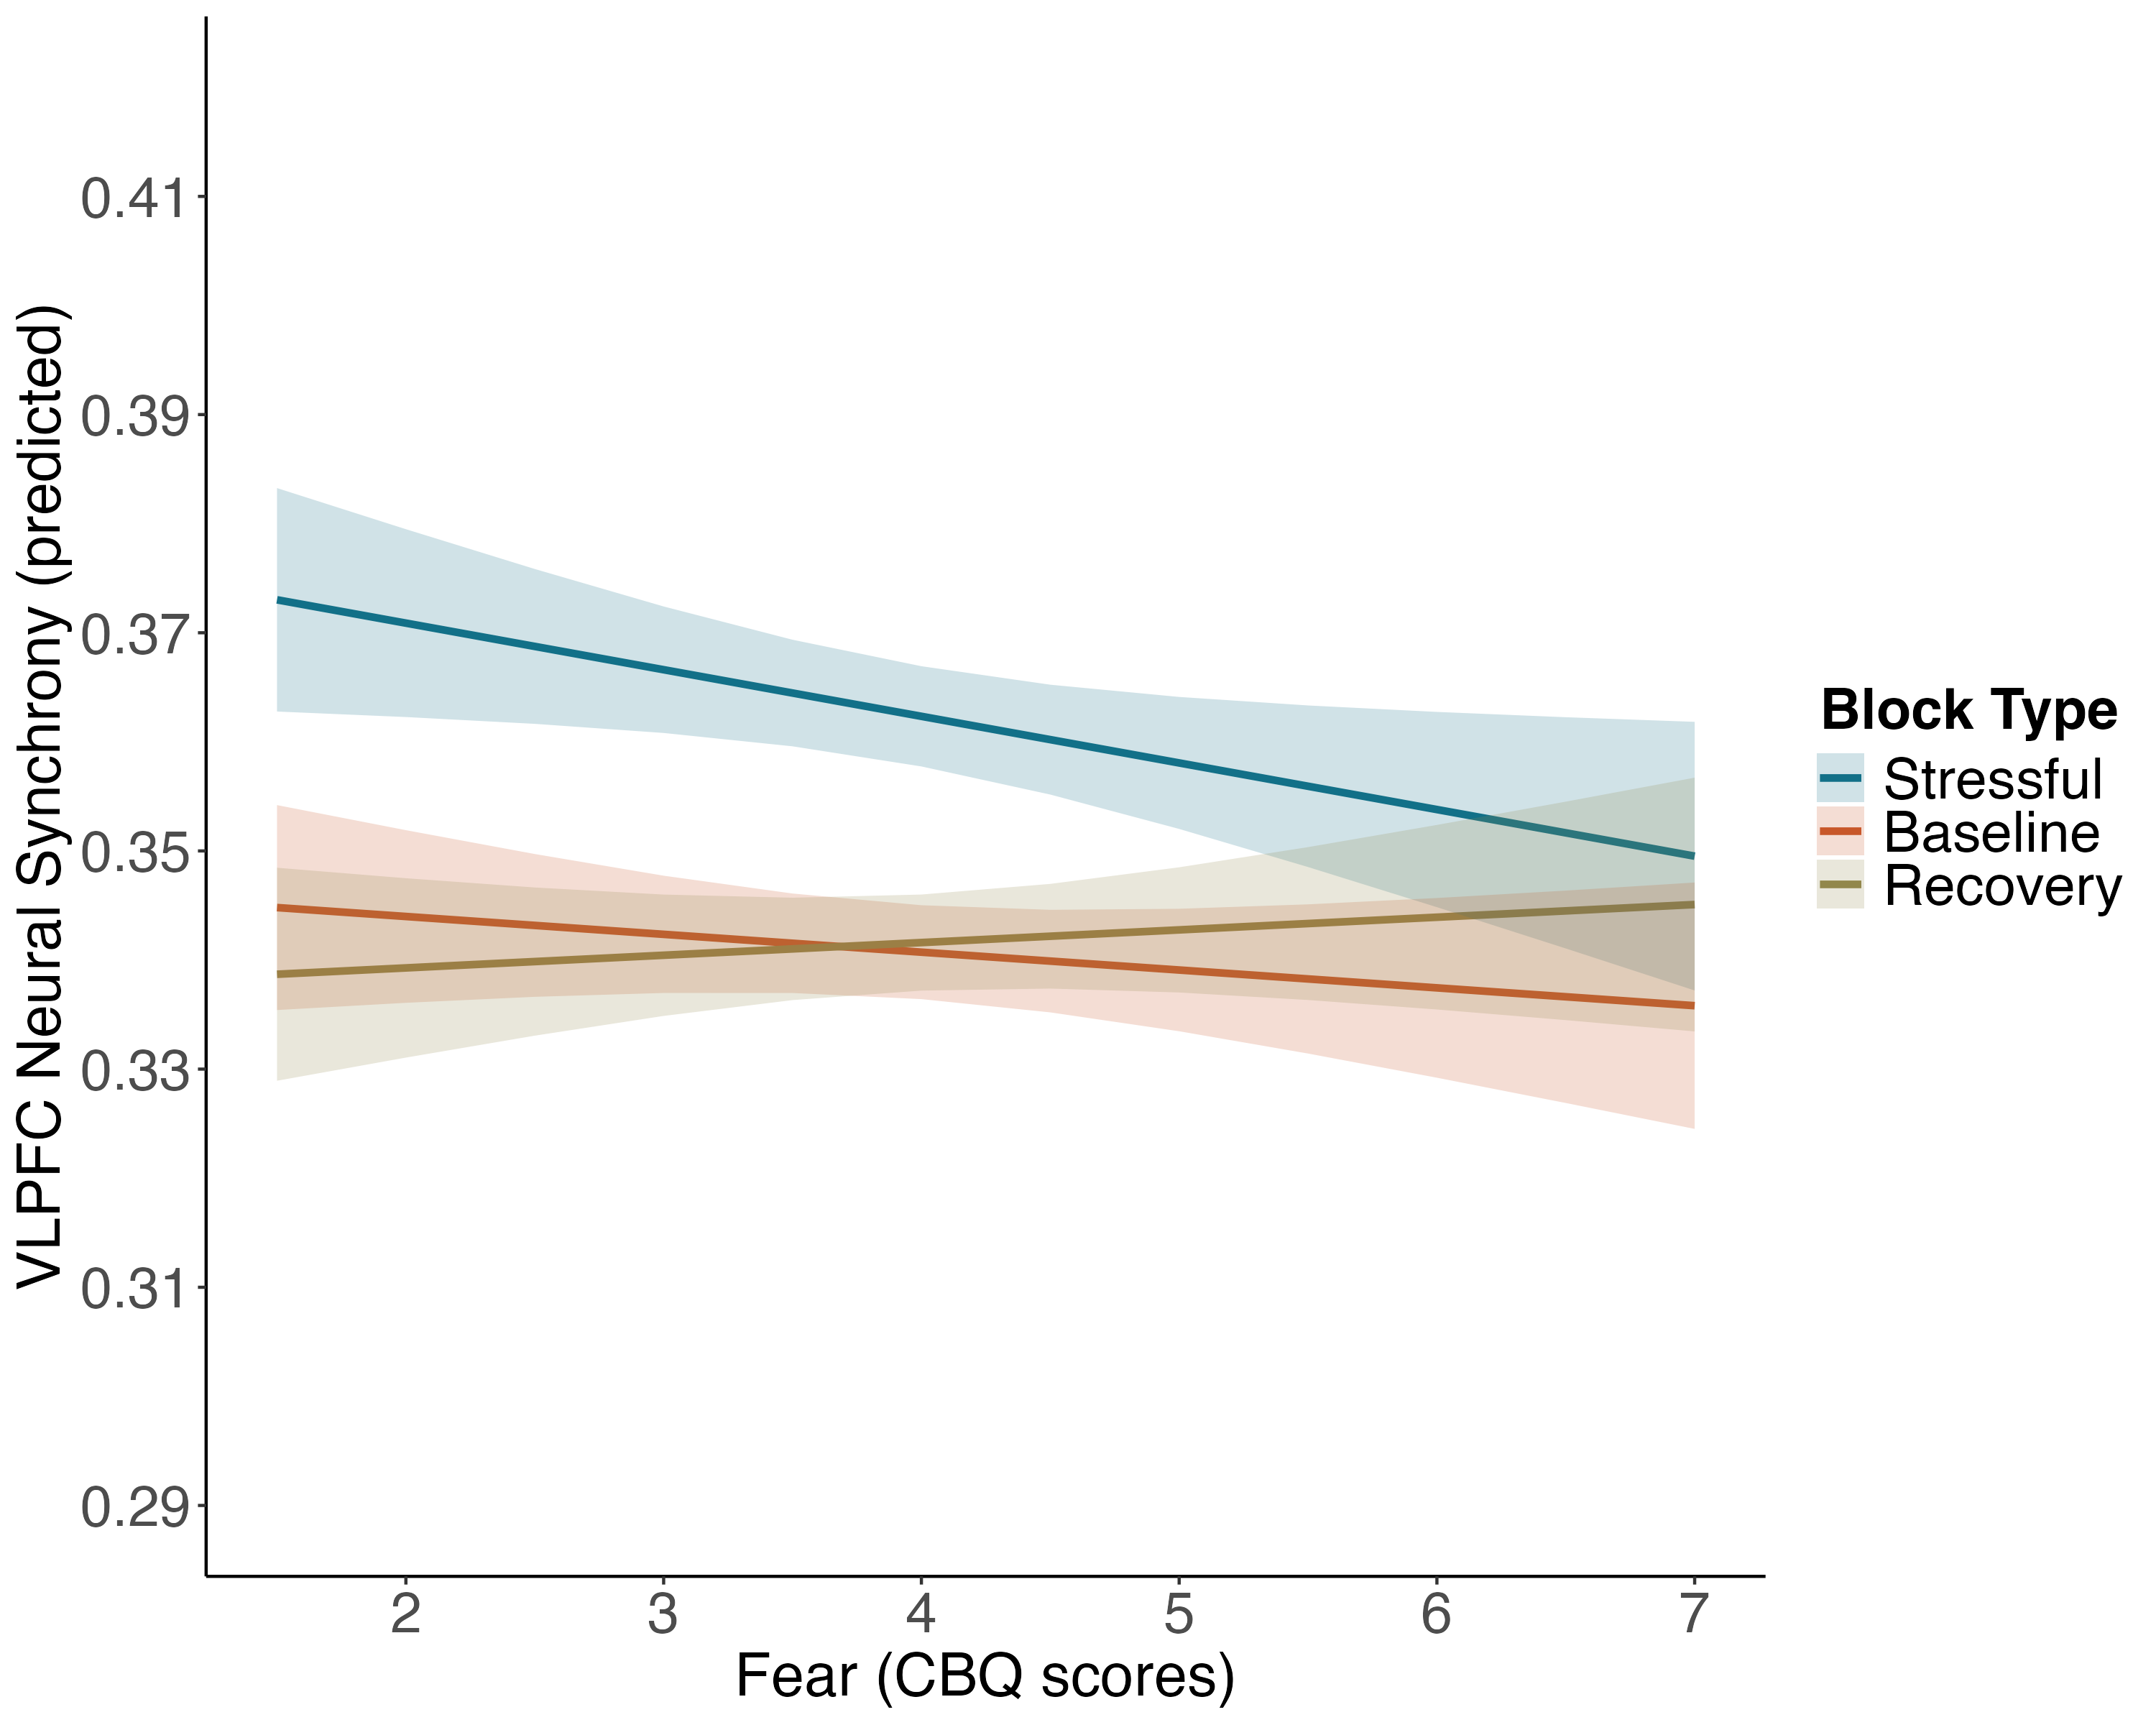 VLPFC Neural Synchrony (predicted)
0.41
0.39
0.37
0.35
0.33
0.31
0.29
2 3 4 5 6 7
Fear (CBQ scores)
Block Type
Stressful
Baseline
Recovery